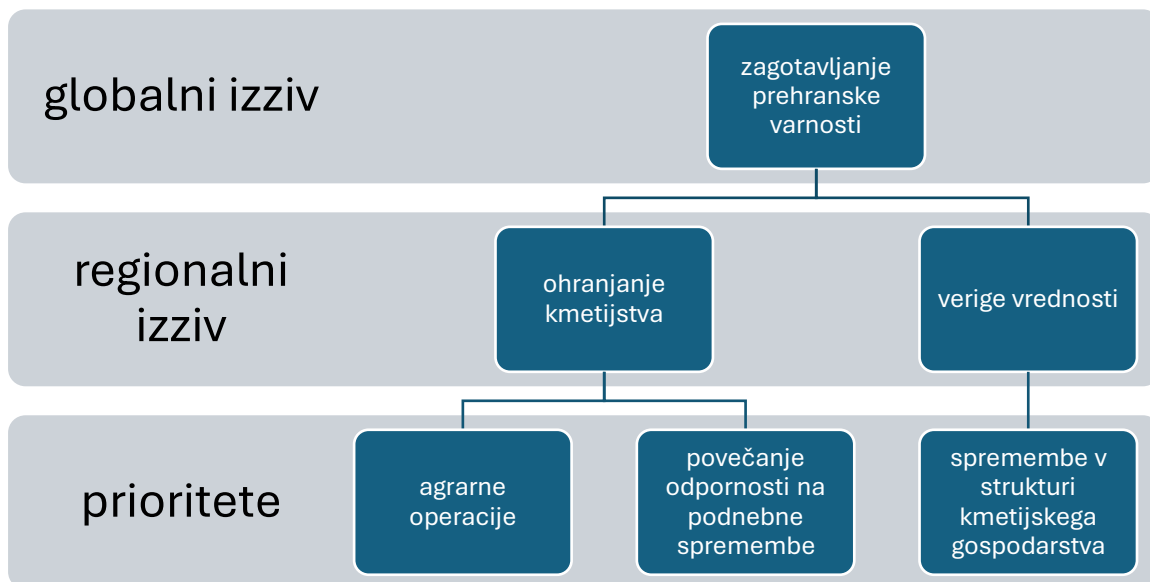 globalni izziv
zagotavljanje
prehranske
varnosti
regionalni
izziv
ohranjanje
kmetijstva
verige vrednosti
prioritete
agrarne
operacije
povečanje
odpornosti na
podnebne
spremembe
spremembe v
strukturi
kmetijskega
gospodarstva